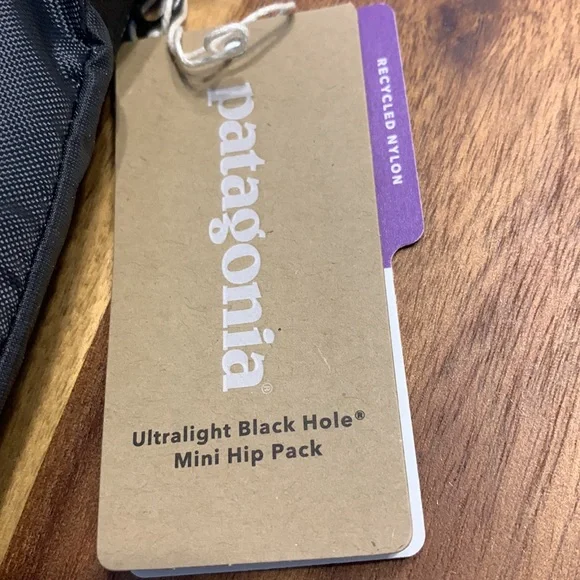 patagonia®
Ultralight Black Hole®
Mini Hip Pack
RECYCLED NYLON